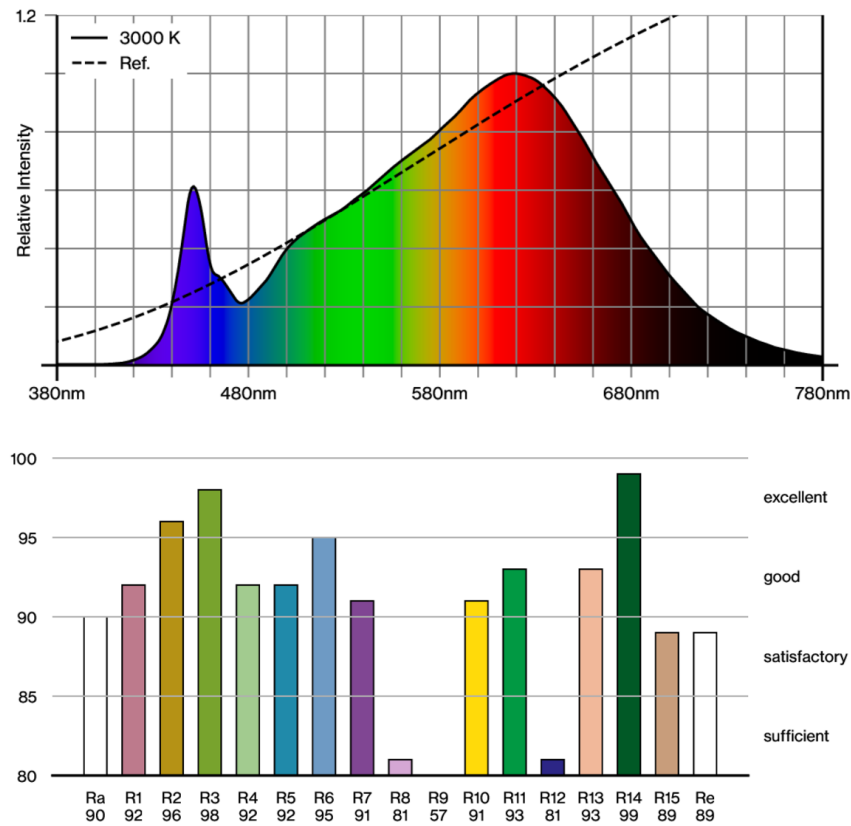 1.2
3000 K
Ref.
Relative Intensity
380nm 480nm 580nm 680nm 780nm
100
excellent
95
good
90
satisfactory
85
sufficient
80
Ra R1 R2 R3 R4 R5 R6 R7 R8 R9 R10 R11 R12 R13 R14 R15 Re
90 92 96 98 92 92 95 91 81 57 91 93 81 93 99 89 89